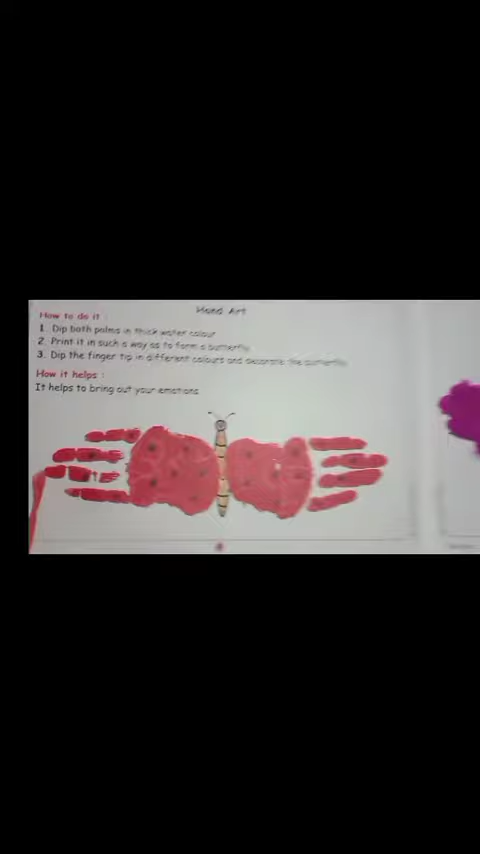 Hand Art
How to do it :
1. Dip both palms in thick water colour
2. Print it in such a way as to form a butterfly
3. Dip the finger tip in different colours and decorate the butterfly
How it helps :
It helps to bring out your emotions